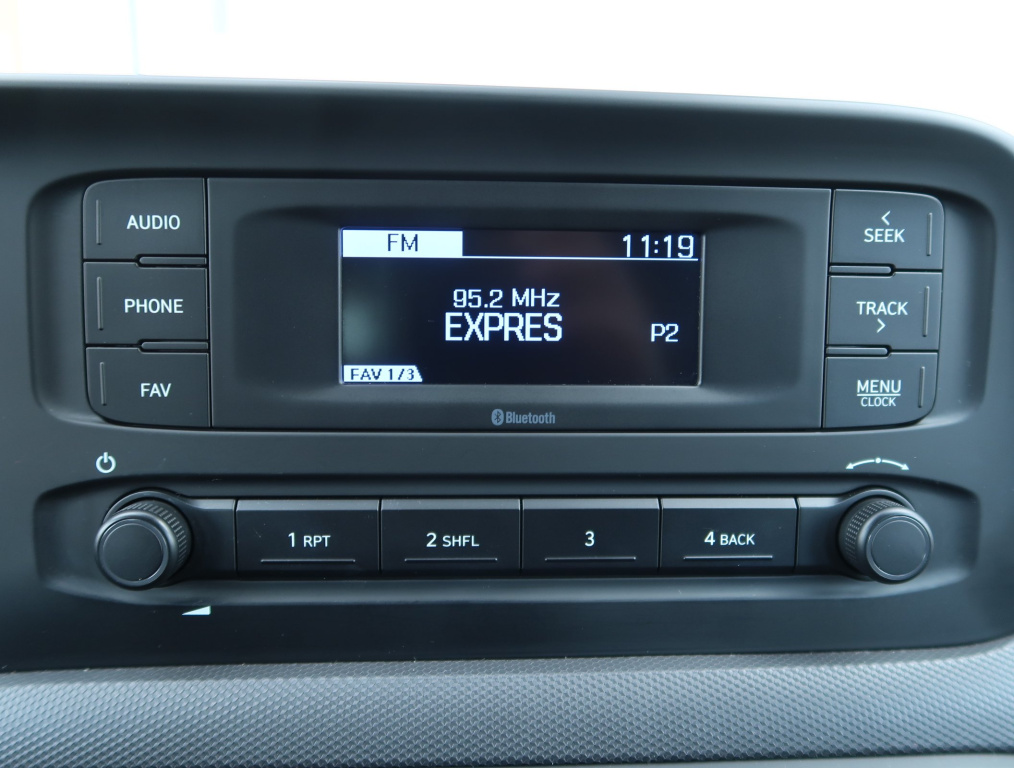 AUDIO
PHONE
FAV
FM
11:19
95.2 MHz
EXPRES
P2
FAV 1/3
Bluetooth
<
SEEK
TRACK
>
MENU
CLOCK
1 RPT
2 SHFL
3
4 BACK